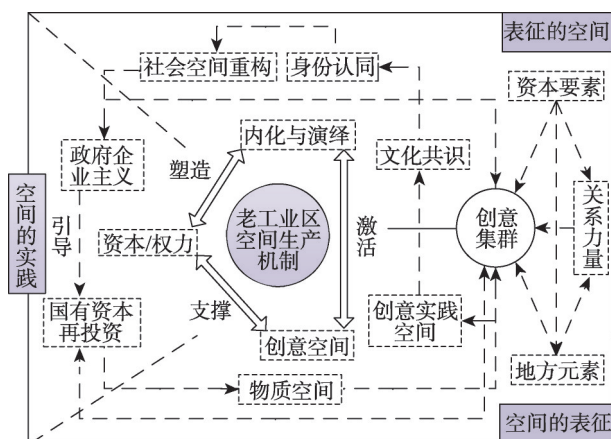 表征的空间
社会空间重构
身份认同
资本要素
内化与演绎
文化共识
政府企
业主义
塑造
空间的实践
引导
老工业区
空间生产
机制
激活
创意
集群
关系力量
资本/权力
国有资本
再投资
支撑
创意实践
空间
创意空间
地方元素
物质空间
空间的表征